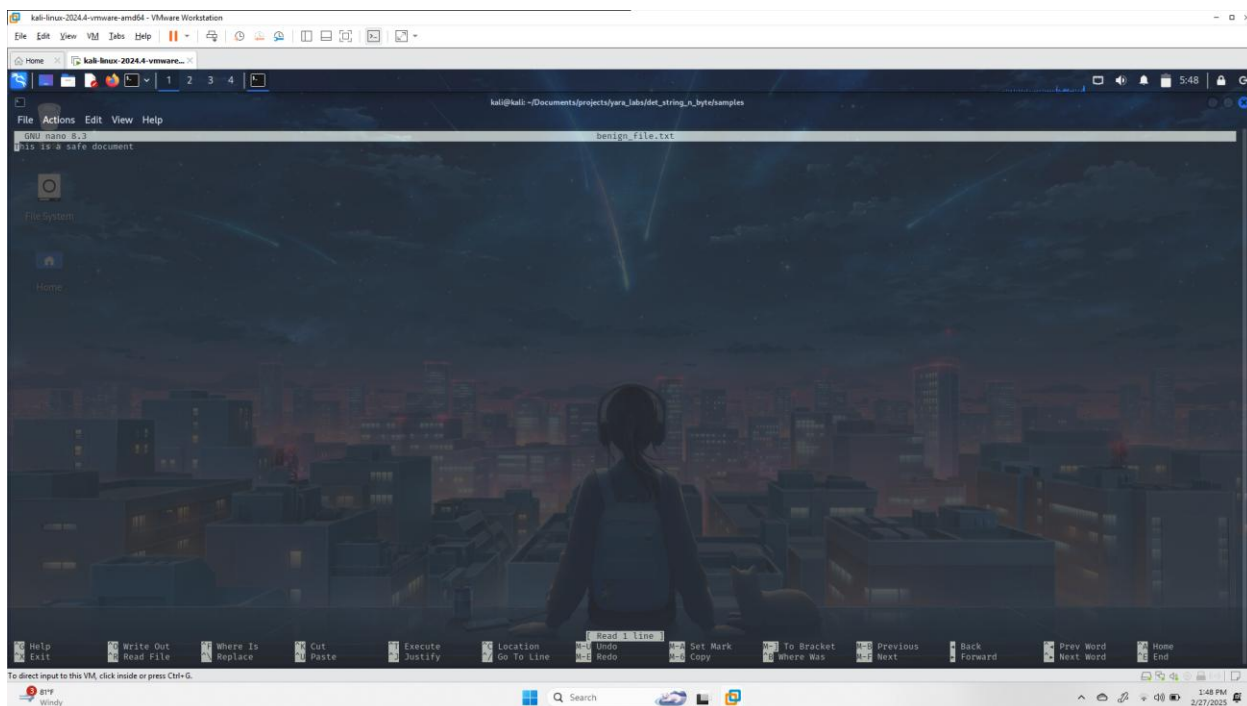 kali-linux-2024.4-vmware-amd64 - VMware Workstation
File Edit View VM Tabs Help
Home kali-linux-2024.4-vmware...
1 2 3 4 5:48
kali@kali: ~/Documents/projects/yara_labs/det_string_n_byte/samples
File Actions Edit View Help
GNU nano 8.3 benign_file.txt
This is a safe document
File System
Home
[ Read 1 line ]
^G Help ^O Write Out ^F Where Is ^K Cut ^T Execute ^C Location M-U Undo M-A Set Mark M-] To Bracket M-B Previous Back Prev Word ^A Home
^X Exit ^R Read File ^\ Replace ^U Paste ^J Justify ^/ Go To Line M-E Redo M-6 Copy ^B Where Was M-F Next Forward Next Word ^E End
To direct input to this VM, click inside or press Ctrl+G.
3 81°F Search 1:48 PM
Windy 2/27/2025